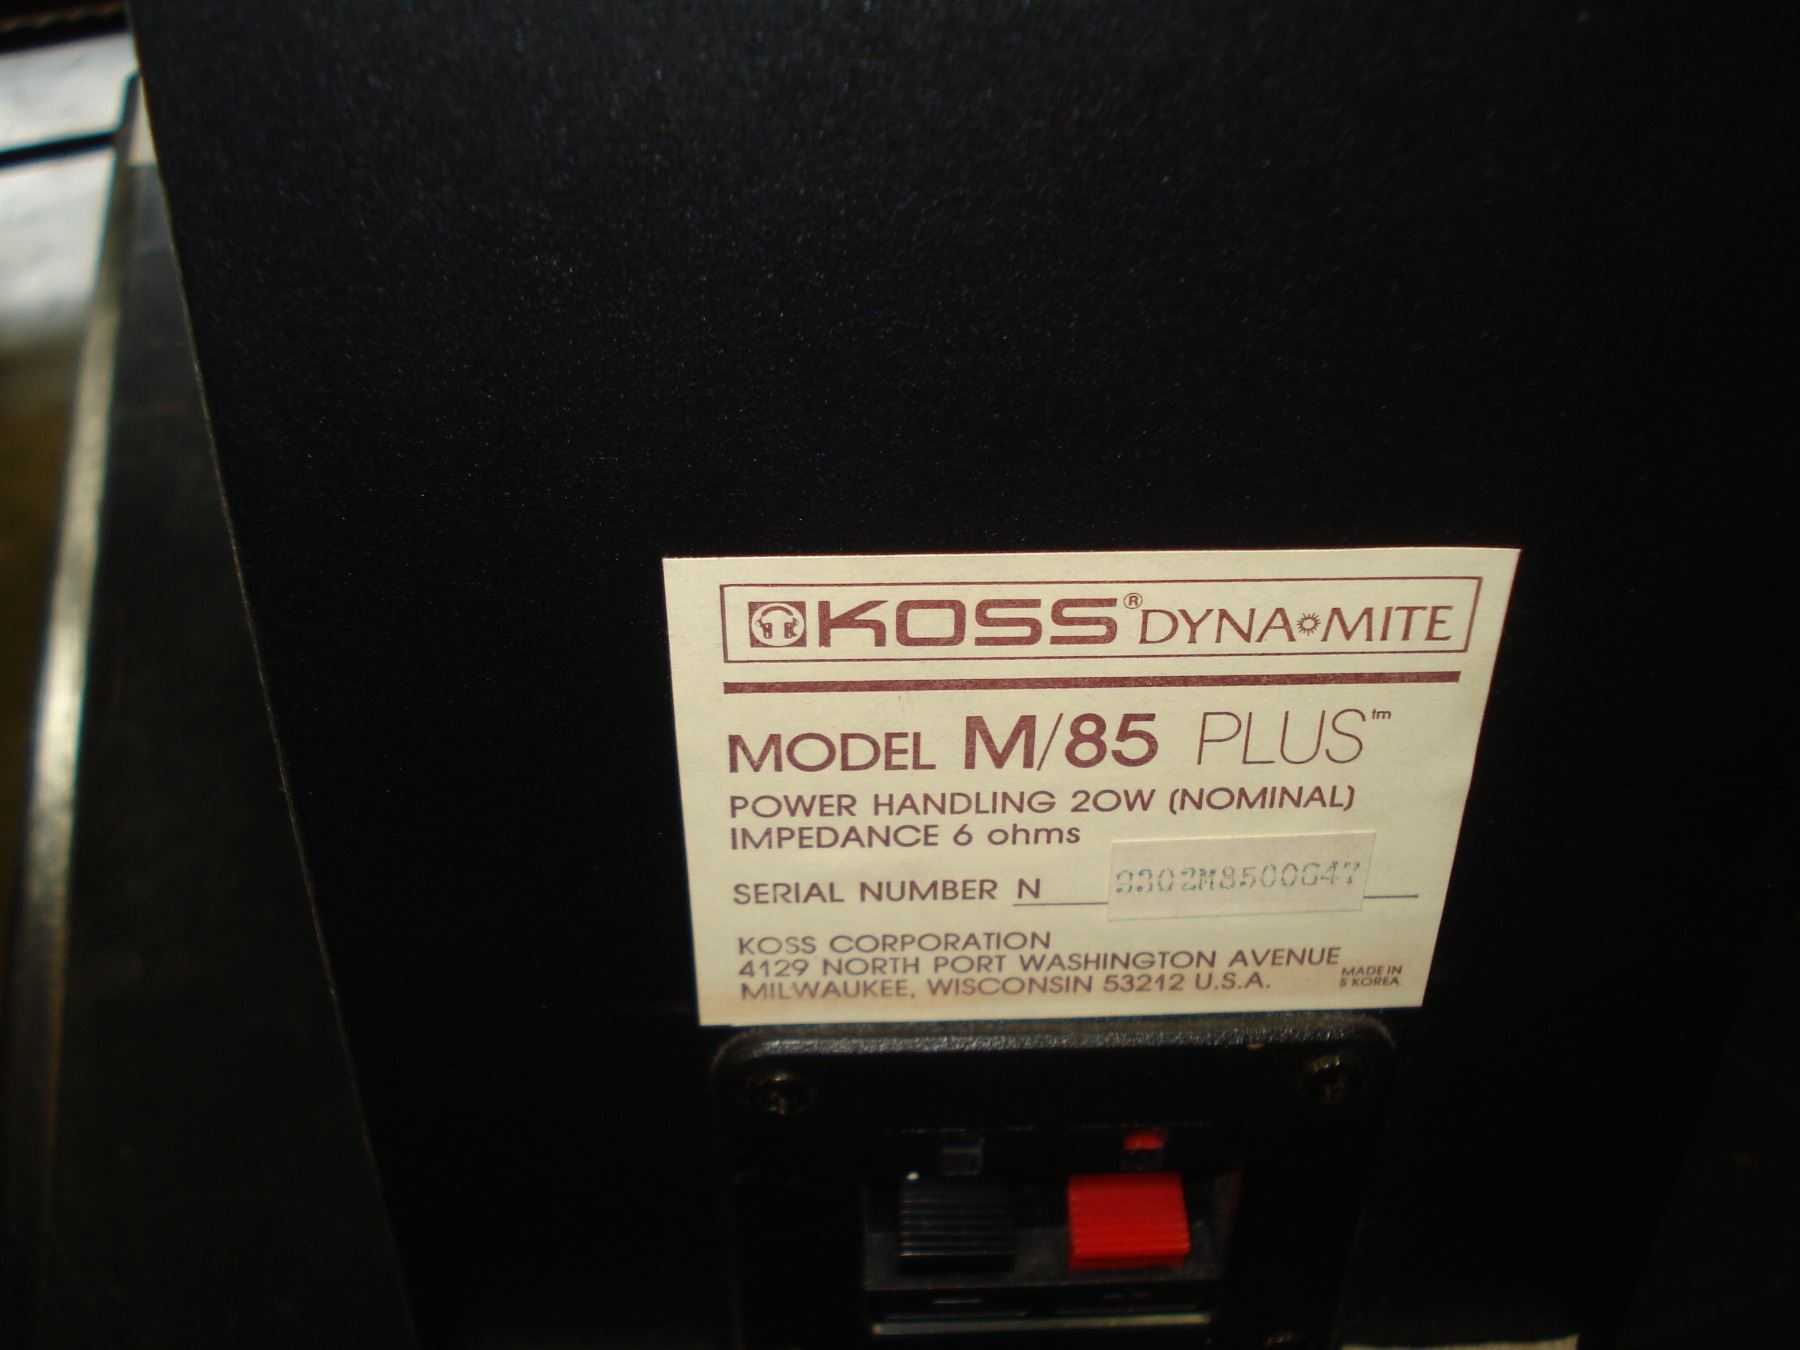 KOSS® DYNA*MITE
MODEL M/85 PLUS™
POWER HANDLING 20W (NOMINAL)
IMPEDANCE 6 ohms
SERIAL NUMBER N
KOSS CORPORATION
4129 NORTH PORT WASHINGTON AVENUE
MILWAUKEE, WISCONSIN 53212 U.S.A.
MADE IN
S KOREA